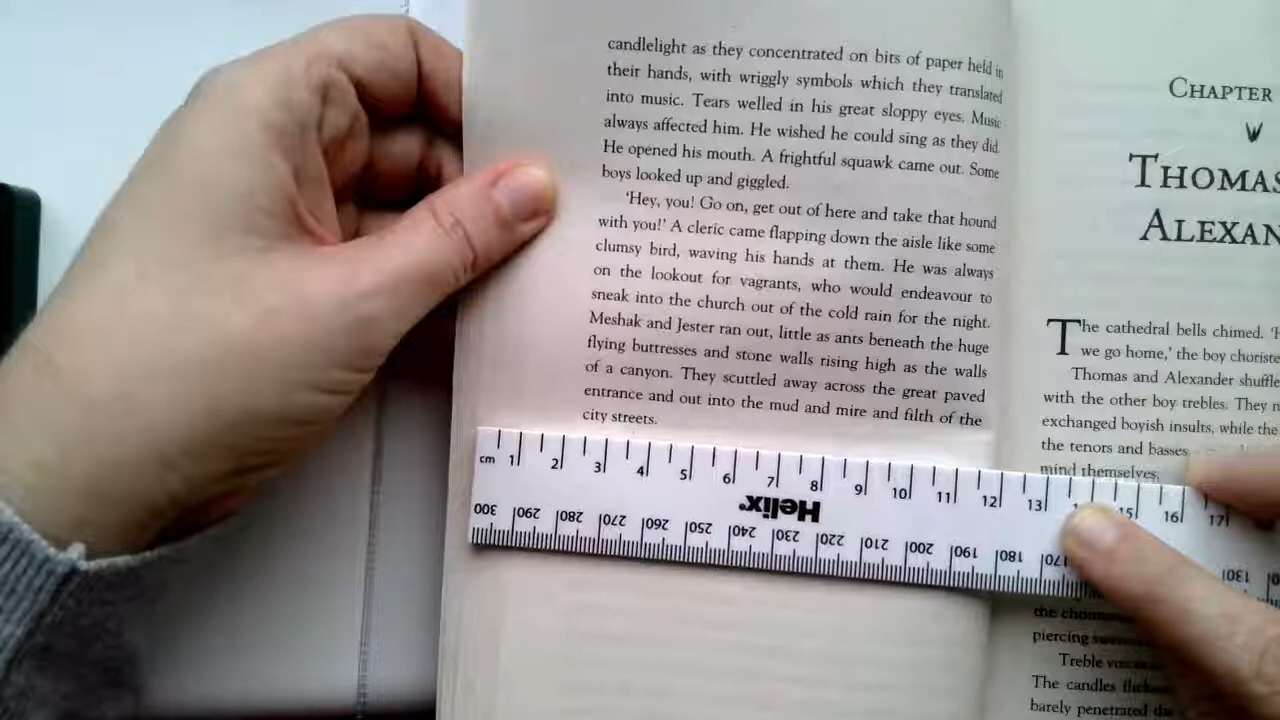 candlelight as they concentrated on bits of paper held in
their hands, with wriggly symbols which they translated
into music. Tears welled in his great sloppy eyes. Music
always affected him. He wished he could sing as they did.
He opened his mouth. A frightful squawk came out. Some
boys looked up and giggled.
'Hey, you! Go on, get out of here and take that hound
with you!' A cleric came flapping down the aisle like some
clumsy bird, waving his hands at them. He was always
on the lookout for vagrants, who would endeavour to
sneak into the church out of the cold rain for the night.
Meshak and Jester ran out, little as ants beneath the huge
flying buttresses and stone walls rising high as the walls
of a canyon. They scuttled away across the great paved
entrance and out into the mud and mire and filth of the
city streets.
cm 1 2 3 4 5 6 7 8 9 10 11 12 13 15 16 17
Helix
300 290 280 270 260 250 240 230 220 210 200 190 180 170 130
CHAPTER
THOMAS
ALEXAN
The cathedral bells chimed.
we go home,' the boy choriste
Thomas and Alexander shuffle
with the other boy trebles. They
exchanged boyish insults, while the
the tenors and basses
mind themselves.
the
piercing
Treble
The candles
barely penetrated the